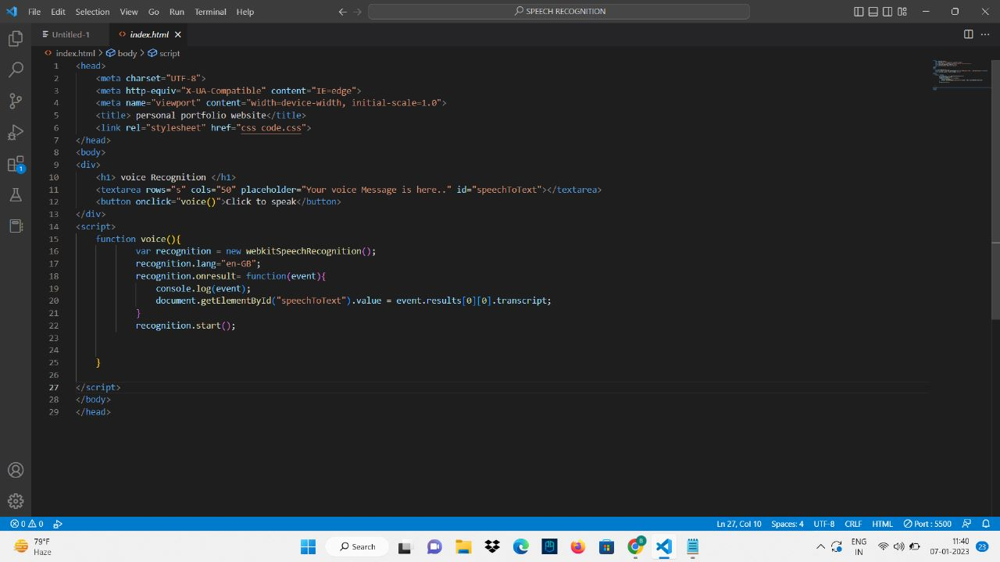 File Edit Selection View Go Run Terminal Help
SPEECH RECOGNITION
Untitled-1
index.html
index.html > body > script
1 <head>
2 <meta charset="UTF-8">
3 <meta http-equiv="X-UA-Compatible" content="IE=edge">
4 <meta name="viewport" content="width=device-width, initial-scale=1.0">
5 <title> personal portfolio website</title>
6 <link rel="stylesheet" href="css code.css">
7 </head>
8 <body>
9 <div>
10 <h1> voice Recognition </h1>
11 <textarea rows="s" cols="50" placeholder="Your voice Message is here.." id="speechToText"></textarea>
12 <button onclick="voice()">Click to speak</button>
13 </div>
14 <script>
15 function voice(){
16 var recognition = new webkitSpeechRecognition();
17 recognition.lang="en-GB";
18 recognition.onresult= function(event){
19 console.log(event);
20 document.getElementById("speechToText").value = event.results[0][0].transcript;
21 }
22 recognition.start();
23
24
25 }
26
27 </script>
28 </body>
29 </head>
1
0 0
Ln 27, Col 10 Spaces: 4 UTF-8 CRLF HTML Port : 5500
79°F
Haze
Search
B
ENG
IN
11:40
07-01-2023
23